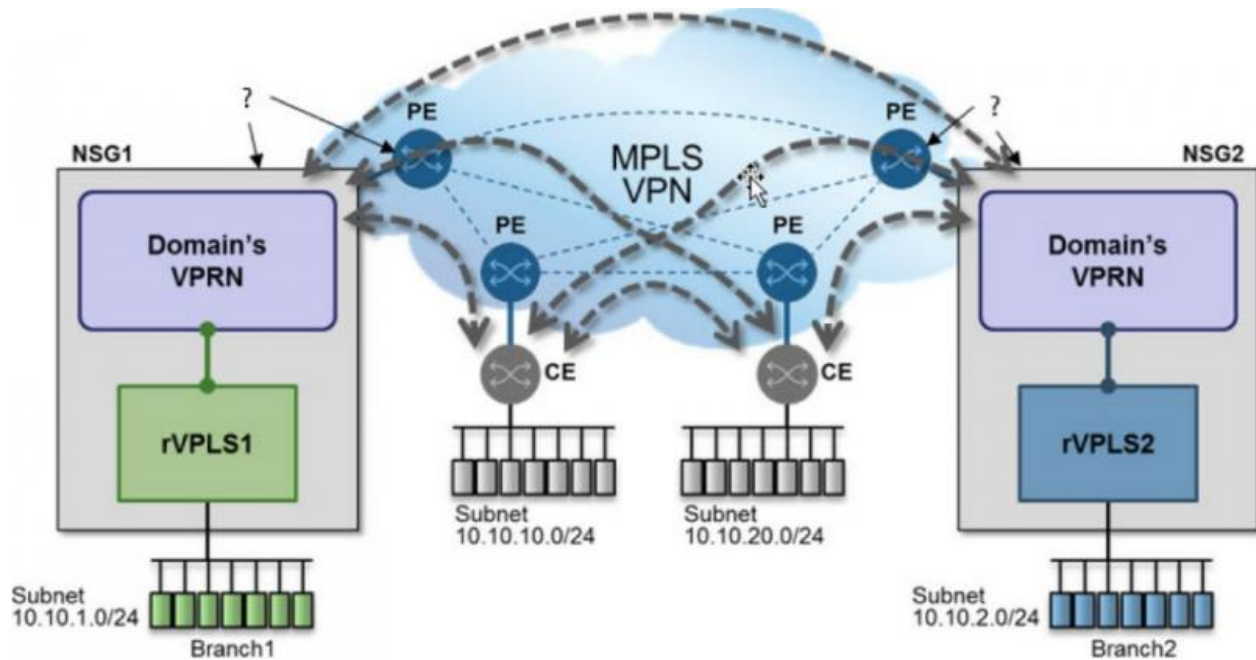 ?
PE
PE
?
NSG1
NSG2
MPLS
VPN
Domain's
VPRN
PE
PE
Domain's
VPRN
CE
CE
rVPLS1
rVPLS2
Subnet
10.10.10.0/24
Subnet
10.10.20.0/24
Subnet
10.10.1.0/24
Branch1
Subnet
10.10.2.0/24
Branch2